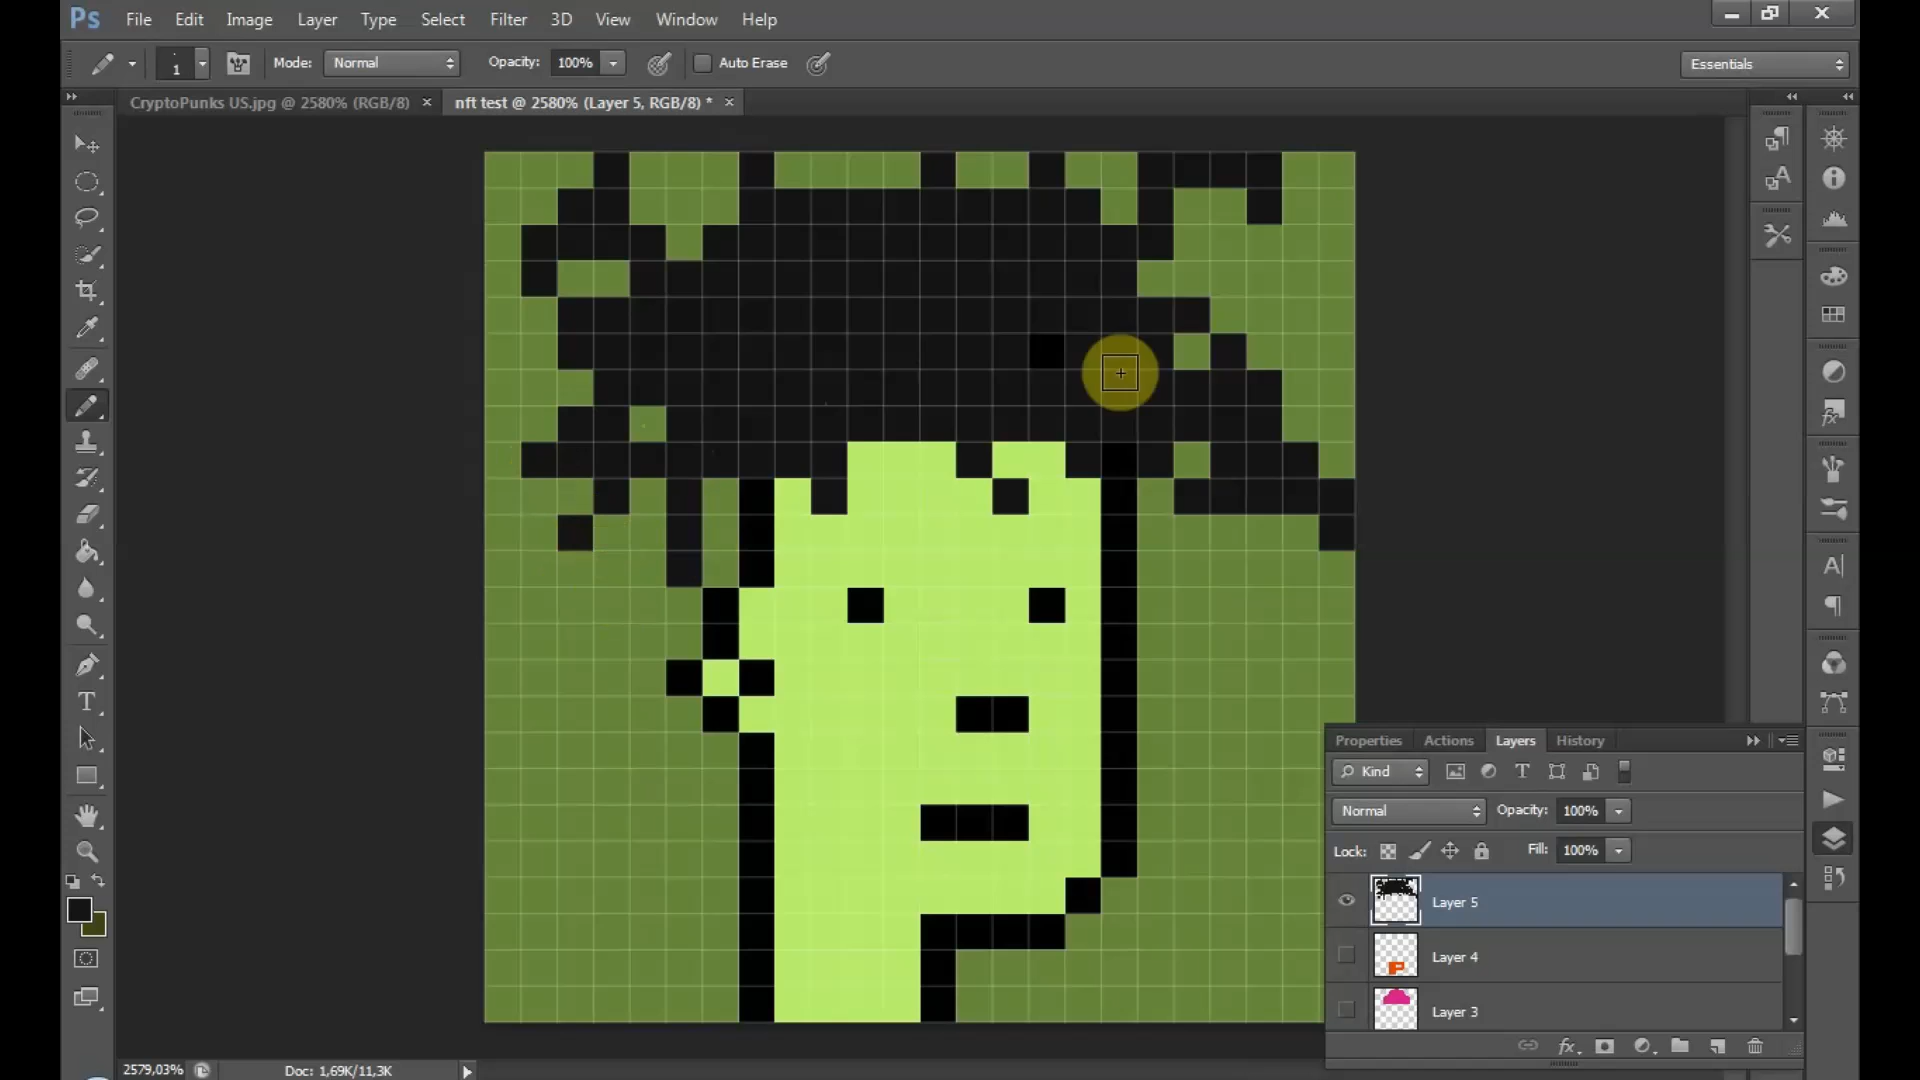 Ps File Edit Image Layer Type Select Filter 3D View Window Help
1 Mode: Normal Opacity: 100% Auto Erase Essentials
CryptoPunks US.jpg @ 2580% (RGB/8) × nft test @ 2580% (Layer 5, RGB/8) * ×
Properties Actions Layers History
Kind
Normal Opacity: 100%
Lock: Fill: 100%
Layer 5
Layer 4
Layer 3
2579,03% Doc: 1,69K/11,3K